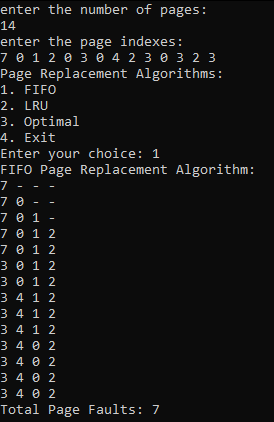 enter the number of pages:
14
enter the page indexes:
7 0 1 2 0 3 0 4 2 3 0 3 2 3
Page Replacement Algorithms:
1. FIFO
2. LRU
3. Optimal
4. Exit
Enter your choice: 1
FIFO Page Replacement Algorithm:
7 - - -
7 0 - -
7 0 1 -
7 0 1 2
7 0 1 2
3 0 1 2
3 0 1 2
3 4 1 2
3 4 1 2
3 4 1 2
3 4 0 2
3 4 0 2
3 4 0 2
3 4 0 2
Total Page Faults: 7